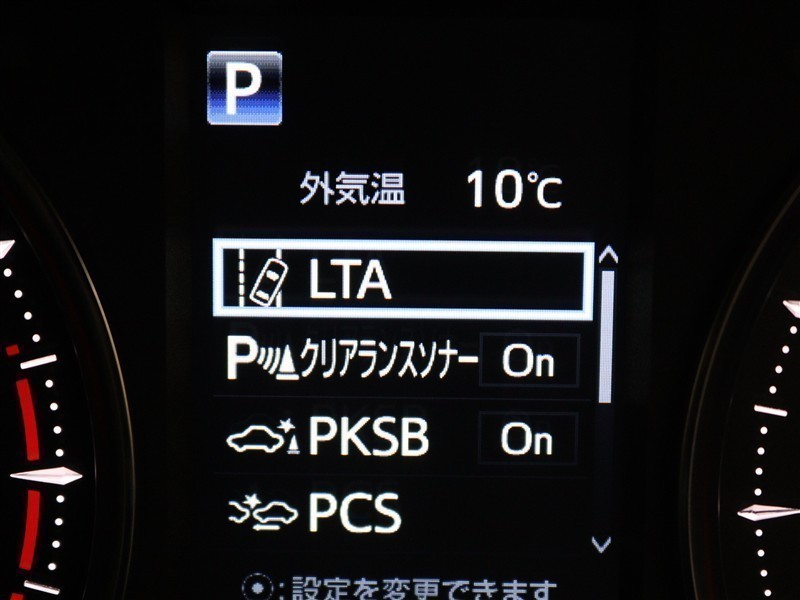 P
外気温 10℃
LTA
Pクリアランスソナー On
PKSB On
PCS
:設定を変更できます